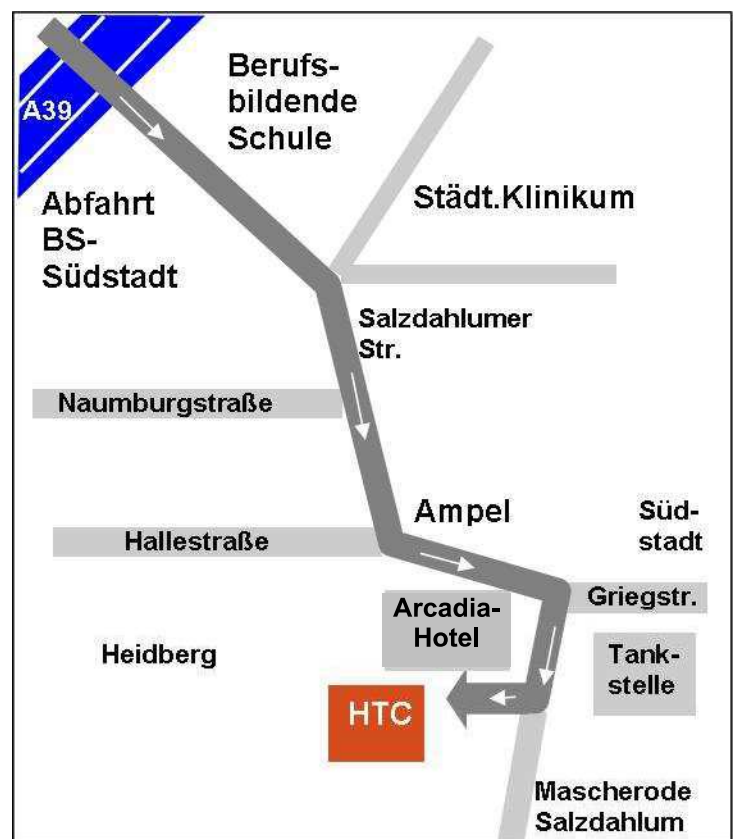 Berufs-
bildende
Schule
A39
Städt.Klinikum
Abfahrt
BS-
Südstadt
Salzdahlumer
Str.
Naumburgstraße
Ampel
Süd-
stadt
Hallestraße
Griegstr.
Arcadia-
Hotel
Heidberg
Tank-
stelle
HTC
Mascherode
Salzdahlum